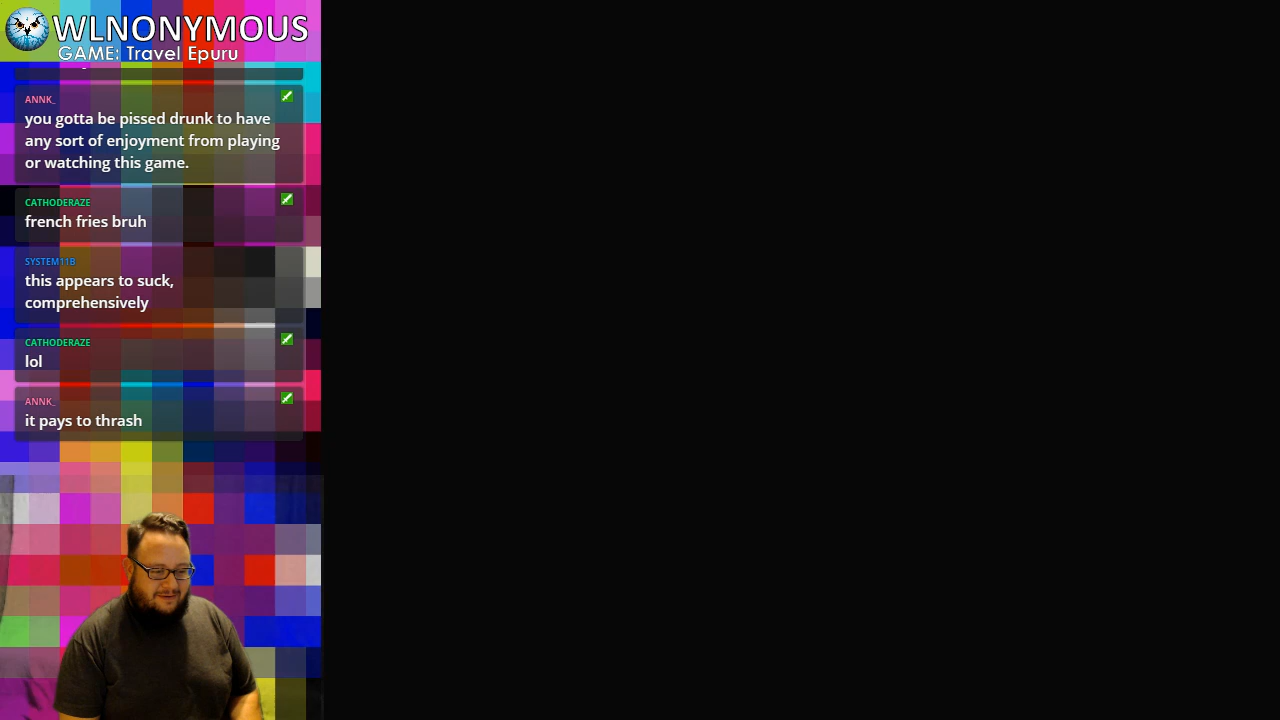 WLNONYMOUS
GAME: Travel Epuru
ANNK_
you gotta be pissed drunk to have
any sort of enjoyment from playing
or watching this game.
CATHODERAZE
french fries bruh
SYSTEM11B
this appears to suck,
comprehensively
CATHODERAZE
lol
ANNK_
it pays to thrash